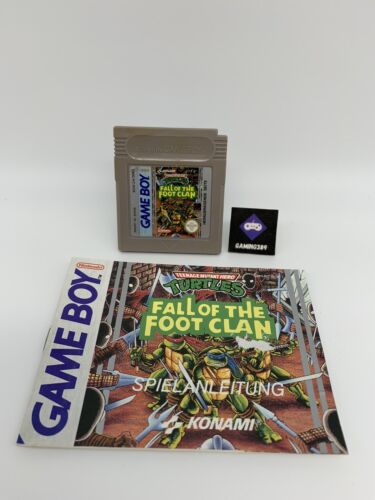 GAME BOY
TEENAGE MUTANT HERO
TURTLES
FALL OF THE
FOOT CLAN
GAMING389
Nintendo
GAME BOY
TEENAGE MUTANT HERO
TURTLES
FALL OF THE
FOOT CLAN
SPIELANLEITUNG
KONAMI